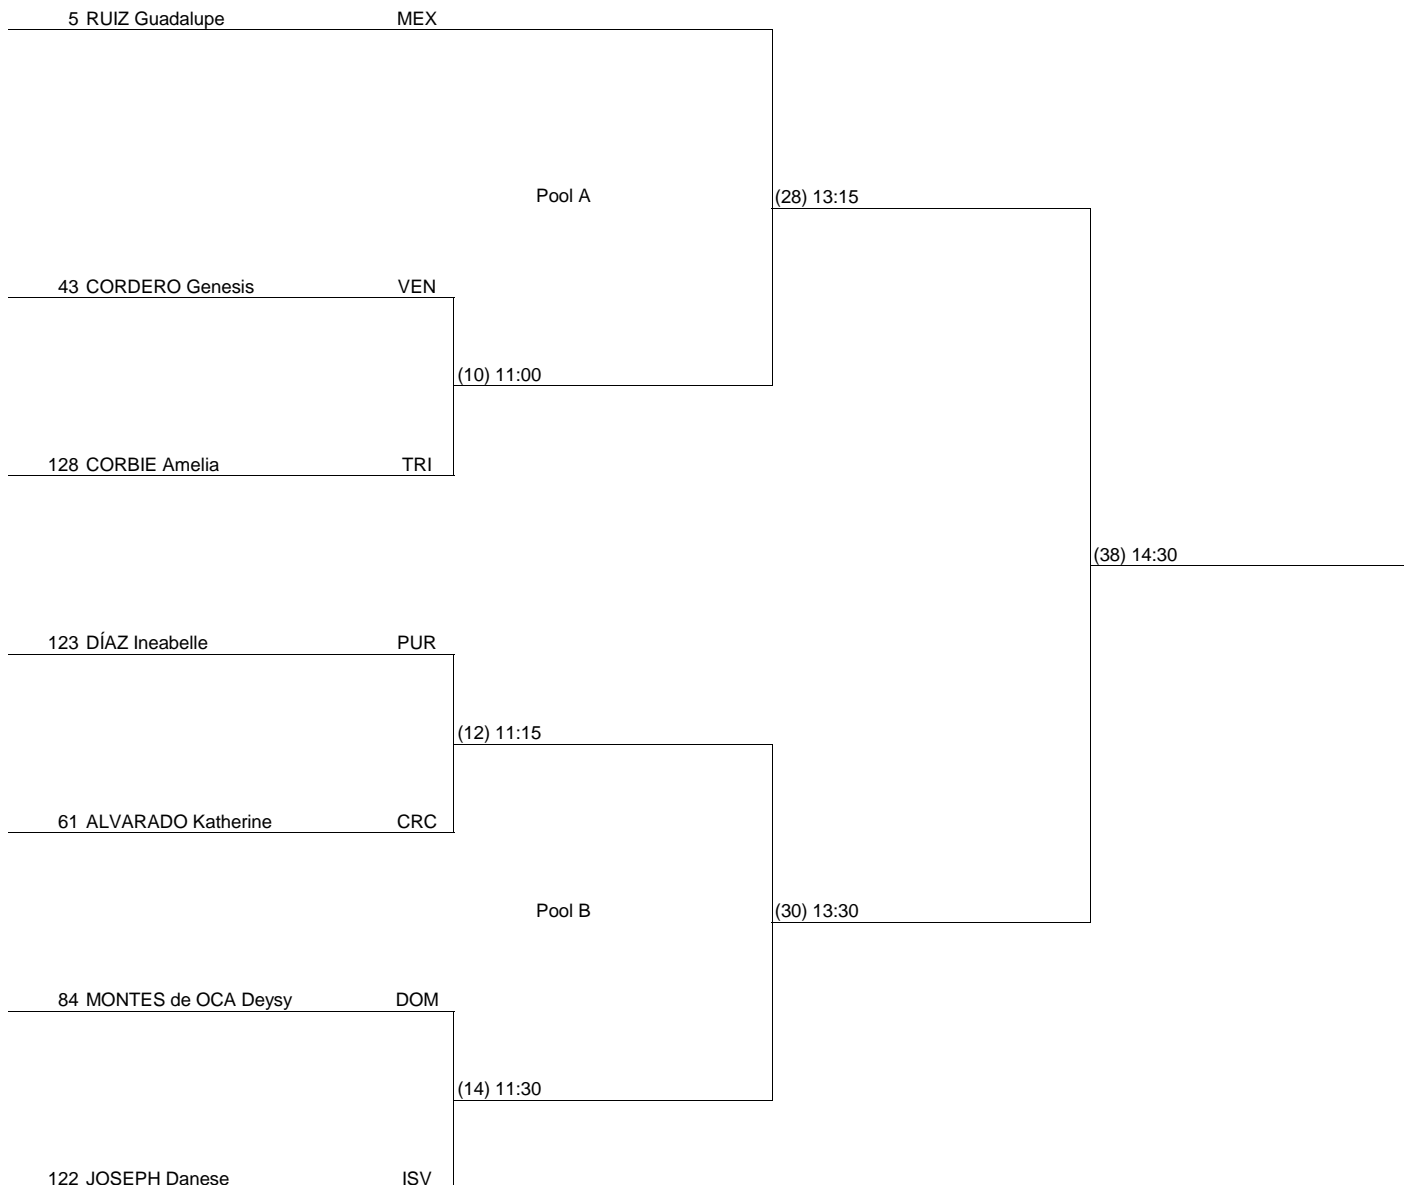 5 RUIZ Guadalupe MEX
Pool A
(28) 13:15
43 CORDERO Genesis VEN
(10) 11:00
128 CORBIE Amelia TRI
(38) 14:30
123 DÍAZ Ineabelle PUR
(12) 11:15
61 ALVARADO Katherine CRC
Pool B
(30) 13:30
84 MONTES de OCA Deysy DOM
(14) 11:30
122 JOSEPH Danese ISV